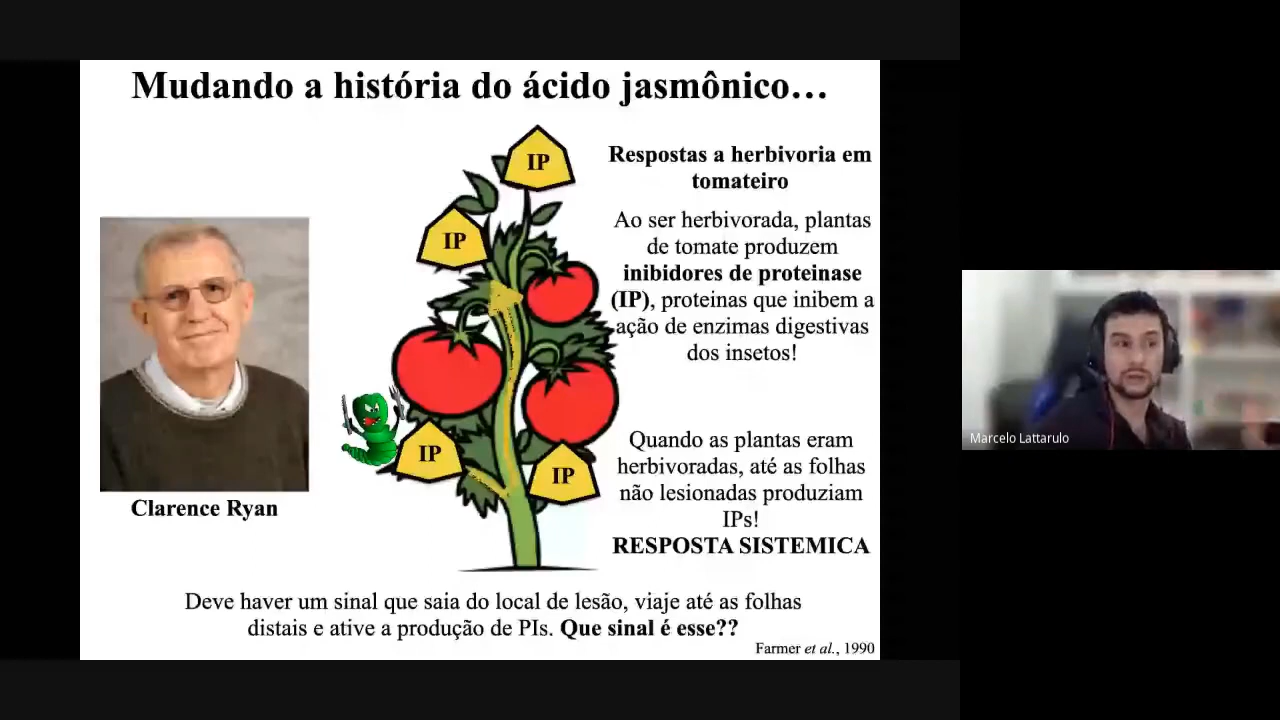 Mudando a história do ácido jasmônico…
IP
IP
IP
IP
Clarence Ryan
Respostas a herbivoria em
tomateiro
Ao ser herbivorada, plantas
de tomate produzem
inibidores de proteinase
(IP), proteinas que inibem a
ação de enzimas digestivas
dos insetos!
Quando as plantas eram
herbivoradas, até as folhas
não lesionadas produziam
IPs!
RESPOSTA SISTEMICA
Deve haver um sinal que saia do local de lesão, viaje até as folhas
distais e ative a produção de PIs. Que sinal é esse??
Farmer et al., 1990
Marcelo Lattarulo